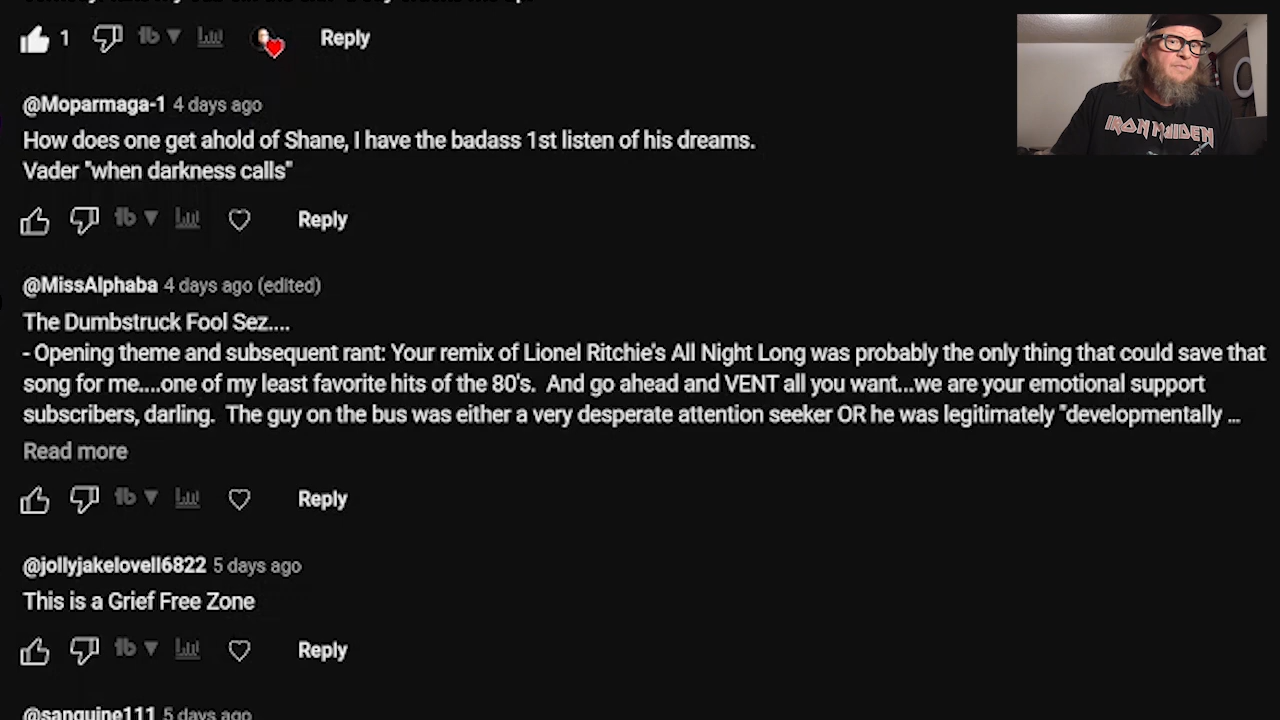 1
Reply
@Moparmaga-1 4 days ago
How does one get ahold of Shane, I have the badass 1st listen of his dreams.
Vader "when darkness calls"
Reply
@MissAlphaba 4 days ago (edited)
The Dumbstruck Fool Sez....
- Opening theme and subsequent rant: Your remix of Lionel Ritchie's All Night Long was probably the only thing that could save that
song for me....one of my least favorite hits of the 80's. And go ahead and VENT all you want...we are your emotional support
subscribers, darling. The guy on the bus was either a very desperate attention seeker OR he was legitimately "developmentally ...
Read more
Reply
@jollyjakelovell6822 5 days ago
This is a Grief Free Zone
Reply
@sanguine111 5 days ago
IRON MAIDEN